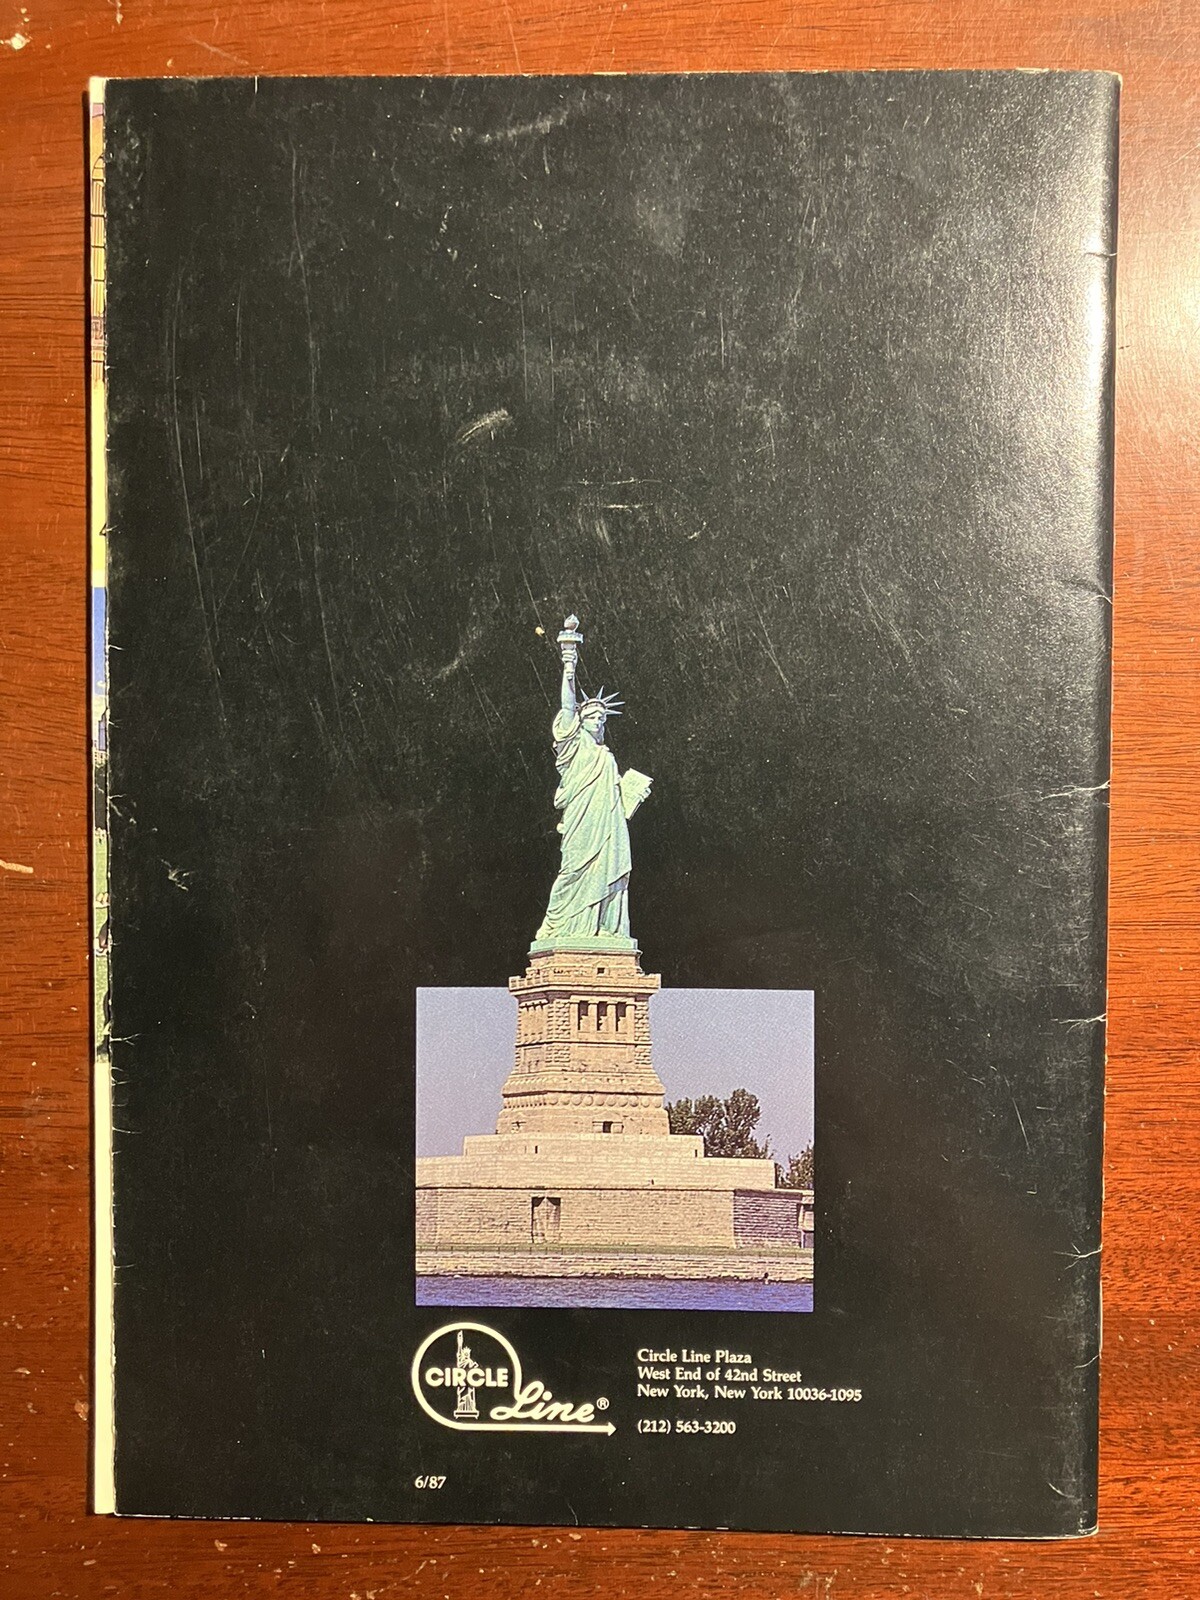 CIRCLE
Line®
Circle Line Plaza
West End of 42nd Street
New York, New York 10036-1095
(212) 563-3200
6/87